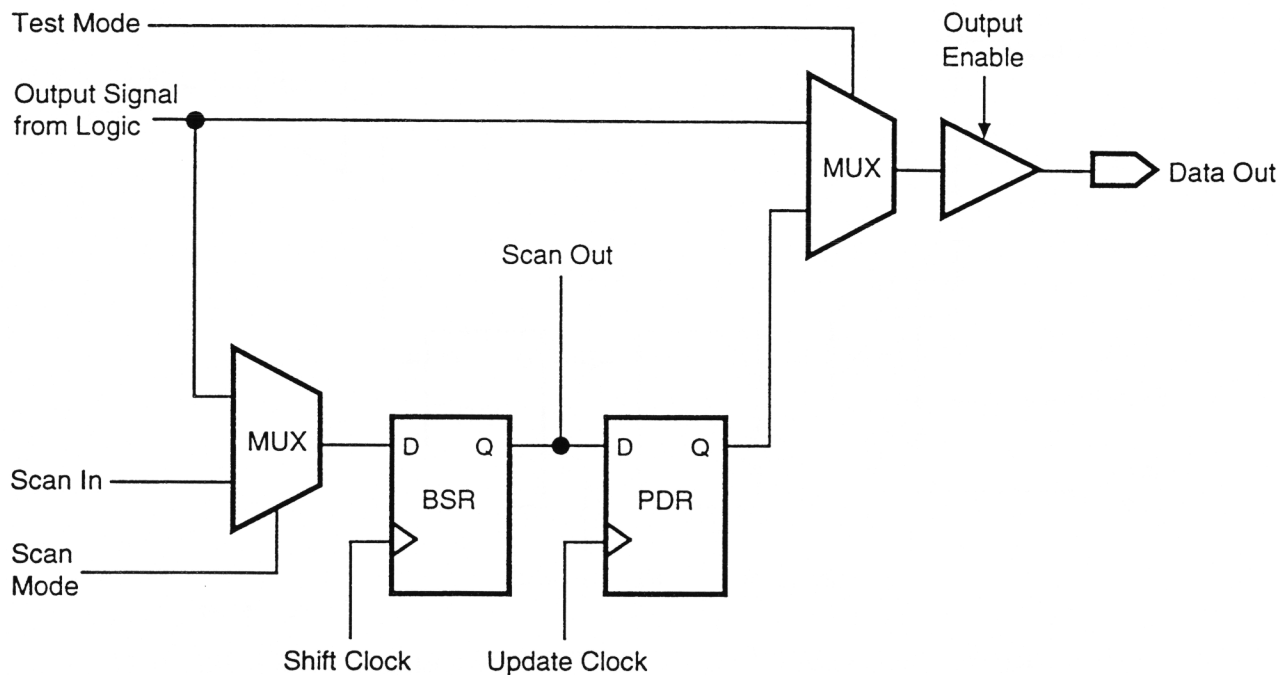 Test Mode
Output
Enable
Output Signal
from Logic
MUX
Data Out
Scan Out
MUX
D
Q
D
Q
Scan In
BSR
PDR
Scan
Mode
Shift Clock
Update Clock